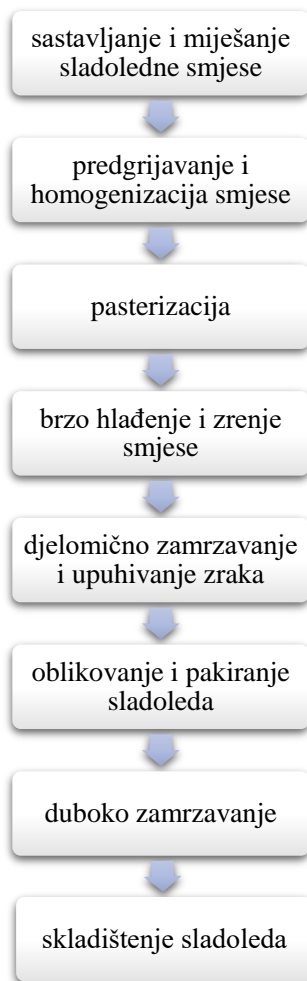 sastavljanje i miješanje
sladoledne smjese
predgrijavanje i
homogenizacija smjese
pasterizacija
brzo hlađenje i zrenje
smjese
djelomično zamrzavanje
i upuhivanje zraka
oblikovanje i pakiranje
sladoleda
duboko zamrzavanje
skladištenje sladoleda